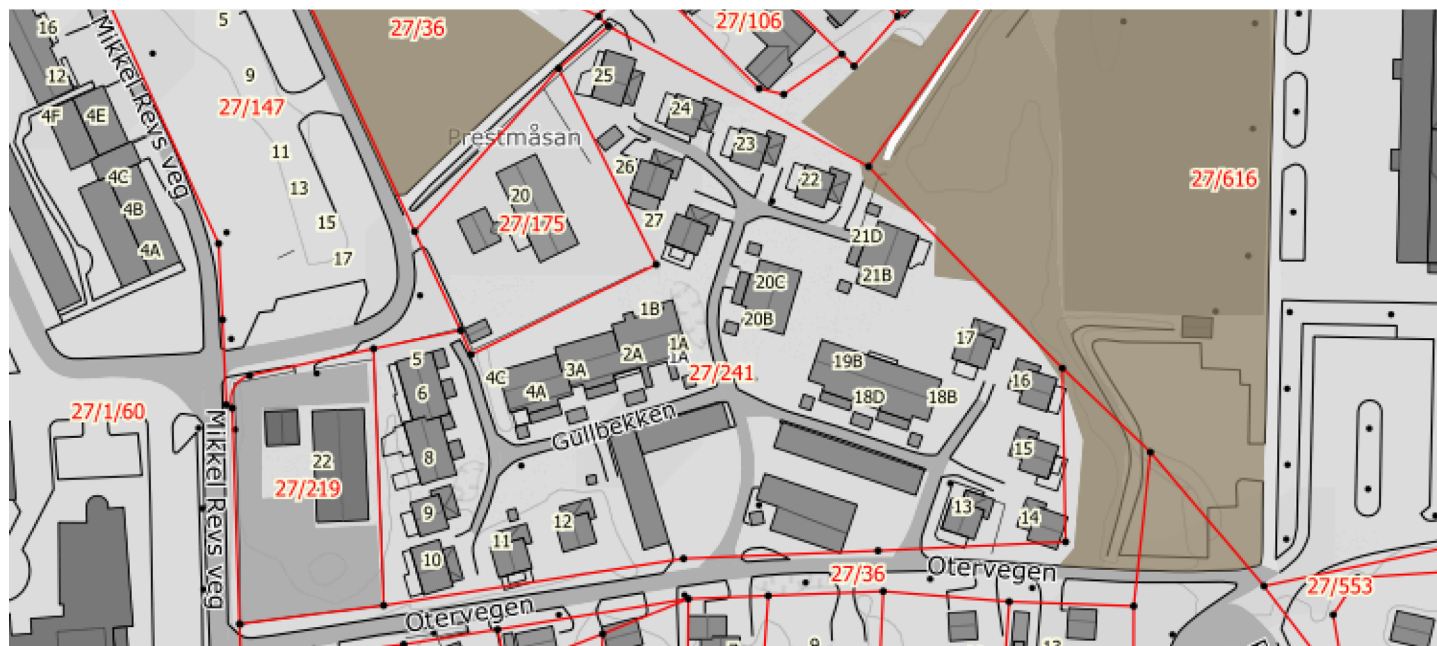 16
5
27/36
27/106
Mikkel Revs veg
12
9
25
4F
4E
27/147
24
Prestmåsan
23
11
26
4C
13
20
22
27/616
4B
15
27/175
27
21D
4A
17
21B
20C
1B
20B
1A
17
5
3A
2A
1A
19B
4C
27/241
16
6
4A
18D
18B
27/1/60
Gullbekken
Mikkel Revs veg
8
15
22
27/219
9
12
13
14
11
10
27/36
Otervegen
27/553
Otervegen
13